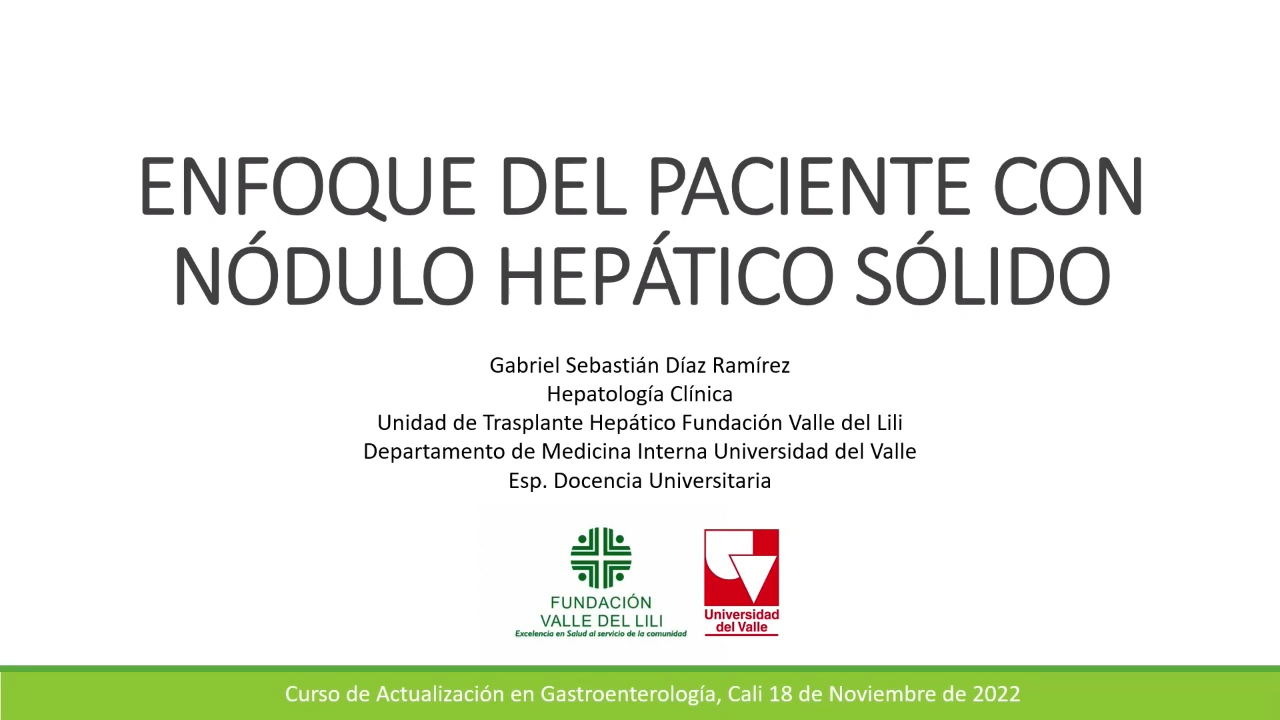 ENFOQUE DEL PACIENTE CON
NÓDULO HEPÁTICO SÓLIDO
Gabriel Sebastián Díaz Ramírez
Hepatología Clínica
Unidad de Trasplante Hepático Fundación Valle del Lili
Departamento de Medicina Interna Universidad del Valle
Esp. Docencia Universitaria
FUNDACIÓN
VALLE DEL LILI
Excelencia en Salud al servicio de la comunidad
Universidad
del Valle
Curso de Actualización en Gastroenterología, Cali 18 de Noviembre de 2022